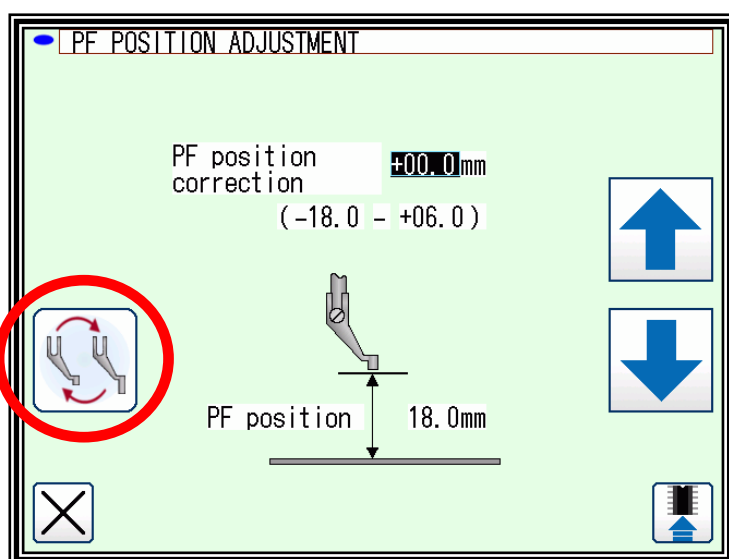 PF POSITION ADJUSTMENT
PF position +00.0mm
correction
(-18.0 - +06.0)
PF position 18.0mm